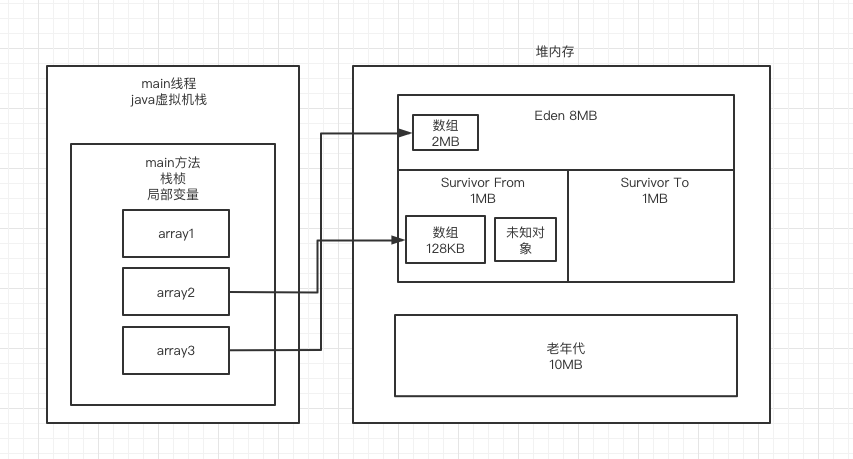 堆内存
main线程
java虚拟机栈
main方法
栈桢
局部变量
array1
array2
array3
Eden 8MB
数组
2MB
Survivor From
1MB
Survivor To
1MB
数组
128KB
未知对
象
老年代
10MB